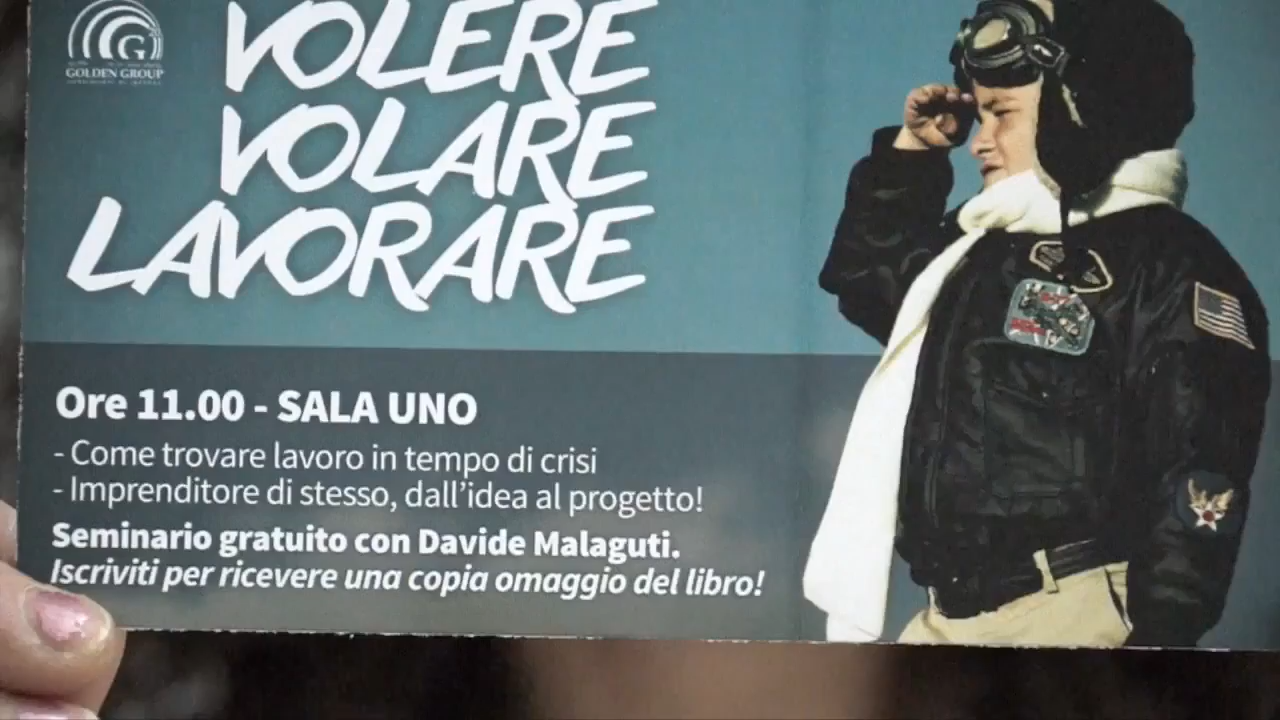 VOLERE
VOLARE
LAVORARE
GOLDEN GROUP
Ore 11.00 - SALA UNO
- Come trovare lavoro in tempo di crisi
- Imprenditore di stesso, dall'idea al progetto!
Seminario gratuito con Davide Malaguti.
Iscriviti per ricevere una copia omaggio del libro!